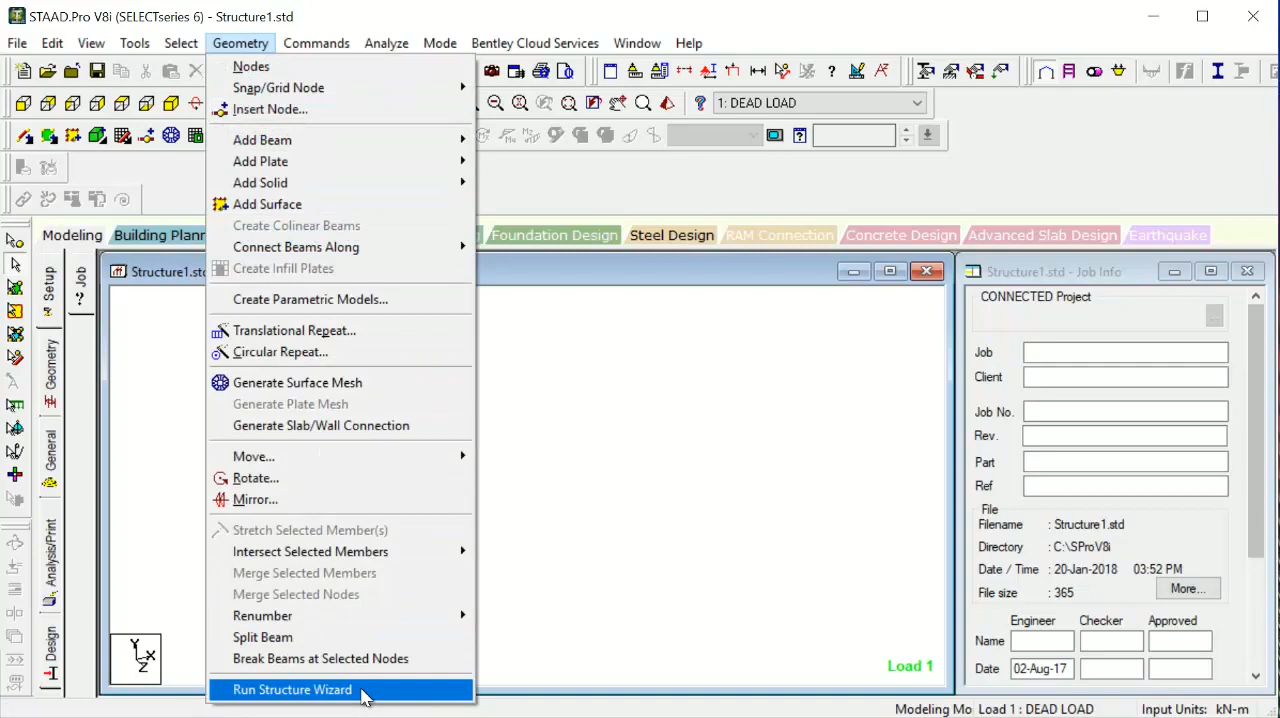 STAAD.Pro V8i (SELECTseries 6) - Structure1.std
File Edit View Tools Select Geometry Commands Analyze Mode Bentley Cloud Services Window Help
Nodes
Snap/Grid Node
Insert Node...
Add Beam
Add Plate
Add Solid
Add Surface
Create Colinear Beams
Connect Beams Along
Create Infill Plates
Create Parametric Models...
Translational Repeat...
Circular Repeat...
Generate Surface Mesh
Generate Plate Mesh
Generate Slab/Wall Connection
Move...
Rotate...
Mirror...
Stretch Selected Member(s)
Intersect Selected Members
Merge Selected Members
Merge Selected Nodes
Renumber
Split Beam
Break Beams at Selected Nodes
Run Structure Wizard
1: DEAD LOAD
Modeling Building Plann Foundation Design Steel Design RAM Connection Concrete Design Advanced Slab Design Earthquake
Setup
Geometry
General
Analysis/Print
Design
Job
Structure1.st
Y
X
Z
Load 1
Structure1.std - Job Info
CONNECTED Project
...
Job
Client
Job No.
Rev.
Part
Ref
File
Filename : Structure1.std
Directory : C:\SProV8i
Date / Time : 20-Jan-2018 03:52 PM
File size : 365
More...
Engineer Checker Approved
Name
Date 02-Aug-17
Modeling Mo Load 1 : DEAD LOAD Input Units: kN-m